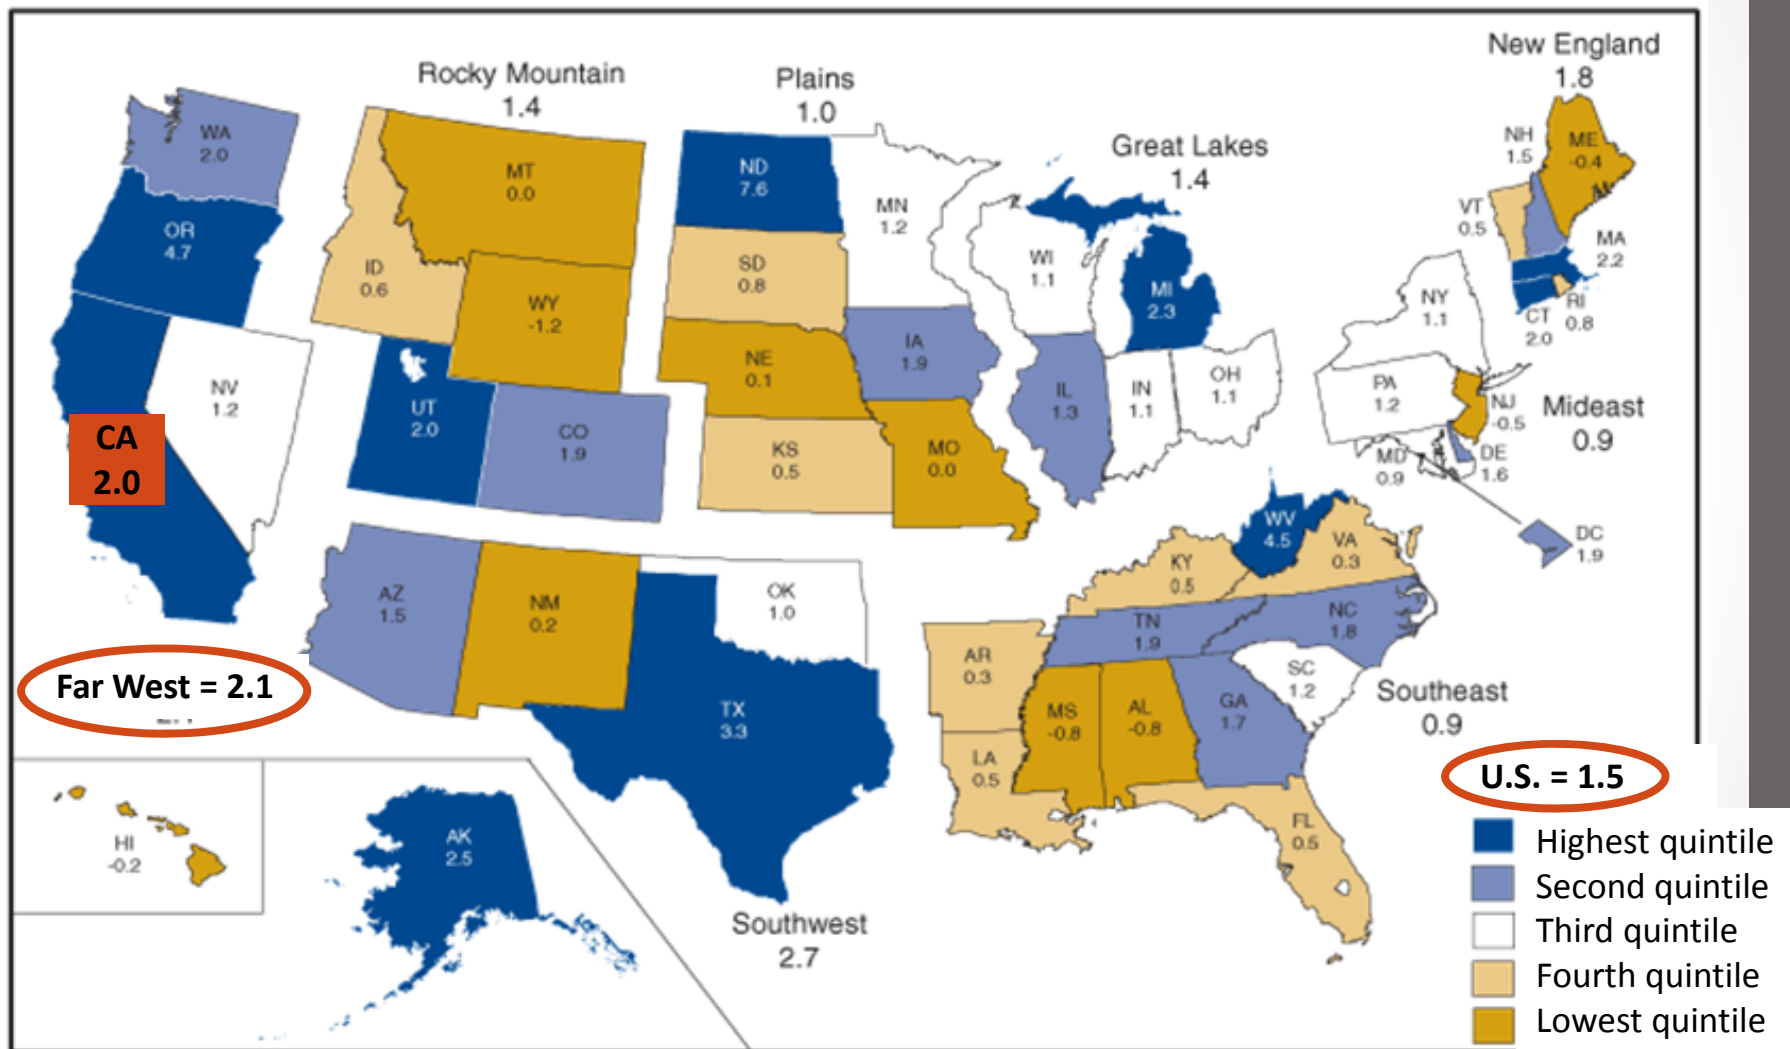 New England
1.8
Rocky Mountain
1.4
Plains
1.0
Great Lakes
1.4
WA
2.0
OR
4.7
CA
2.0
NV
1.2
MT
0.0
ID
0.6
WY
-1.2
UT
2.0
CO
1.9
ND
7.6
SD
0.8
NE
0.1
KS
0.5
MN
1.2
IA
1.9
MO
0.0
WI
1.1
MI
2.3
IL
1.3
IN
1.1
OH
1.1
NH
1.5
ME
-0.4
VT
0.5
MA
2.2
RI
0.8
CT
2.0
NY
1.1
PA
1.2
NJ
-0.5
Mideast
0.9
MD
0.9
DE
1.6
DC
1.9
AZ
1.5
NM
0.2
OK
1.0
TX
3.3
WV
4.5
VA
0.3
KY
0.5
TN
1.9
NC
1.8
AR
0.3
SC
1.2
MS
-0.8
AL
-0.8
GA
1.7
LA
0.5
FL
0.5
Southeast
0.9
Far West = 2.1
HI
-0.2
AK
2.5
Southwest
2.7
U.S. = 1.5
Highest quintile
Second quintile
Third quintile
Fourth quintile
Lowest quintile